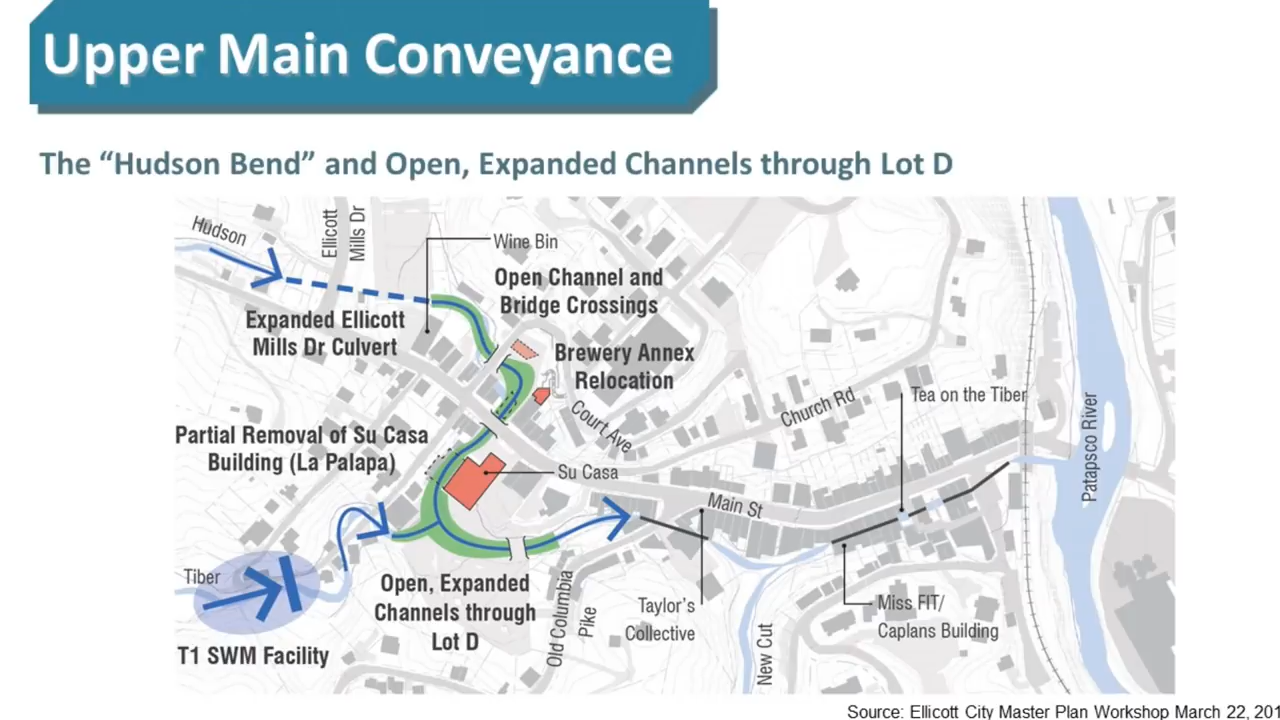 Upper Main Conveyance
The “Hudson Bend” and Open, Expanded Channels through Lot D
Hudson
Ellicott
Mills Dr
Wine Bin
Open Channel and
Bridge Crossings
Expanded Ellicott
Mills Dr Culvert
Brewery Annex
Relocation
Court Ave
Church Rd
Tea on the Tiber
Patapsco River
Partial Removal of Su Casa
Building (La Palapa)
Su Casa
Main St
Tiber
T1 SWM Facility
Open, Expanded
Channels through
Lot D
Old Columbia
Pike
Taylor’s
Collective
New Cut
Miss FIT/
Caplans Building
Source: Ellicott City Master Plan Workshop March 22, 201